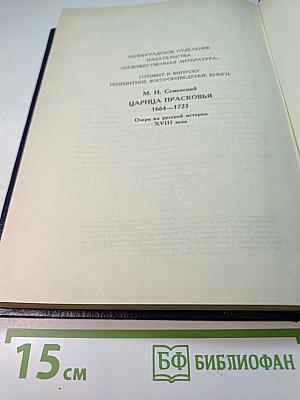 ЛЕНИНГРАДСКОЕ ОТДЕЛЕНИЕ
ИЗДАТЕЛЬСТВА
«ХУДОЖЕСТВЕННАЯ ЛИТЕРАТУРА»
ГОТОВИТ К ВЫПУСКУ
РЕПРИНТНОЕ ВОСПРОИЗВЕДЕНИЕ КНИГИ:
М. И. Семевский
ЦАРИЦА ПРАСКОВЬЯ
1664—1723
Очерк из русской истории
XVIII века
15 см
БФ БИБЛИОФАН